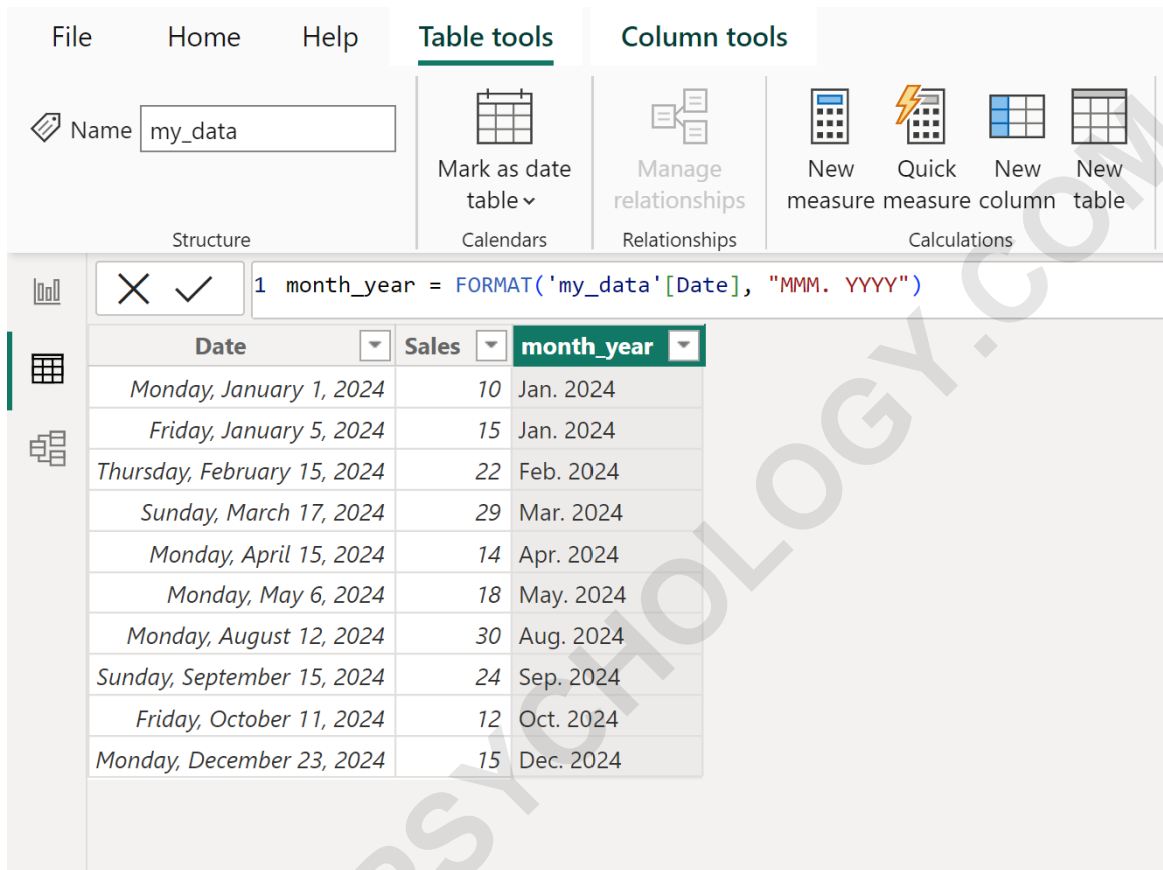 File Home Help Table tools Column tools
Name my_data
Mark as date table
Manage relationships
New measure
Quick measure
New column
New table
Structure Calendars Relationships Calculations
1 month_year = FORMAT('my_data'[Date], "MMM. YYYY")
Date Sales month_year
Monday, January 1, 2024 10 Jan. 2024
Friday, January 5, 2024 15 Jan. 2024
Thursday, February 15, 2024 22 Feb. 2024
Sunday, March 17, 2024 29 Mar. 2024
Monday, April 15, 2024 14 Apr. 2024
Monday, May 6, 2024 18 May. 2024
Monday, August 12, 2024 30 Aug. 2024
Sunday, September 15, 2024 24 Sep. 2024
Friday, October 11, 2024 12 Oct. 2024
Monday, December 23, 2024 15 Dec. 2024
PSYCHOLOGY.COM